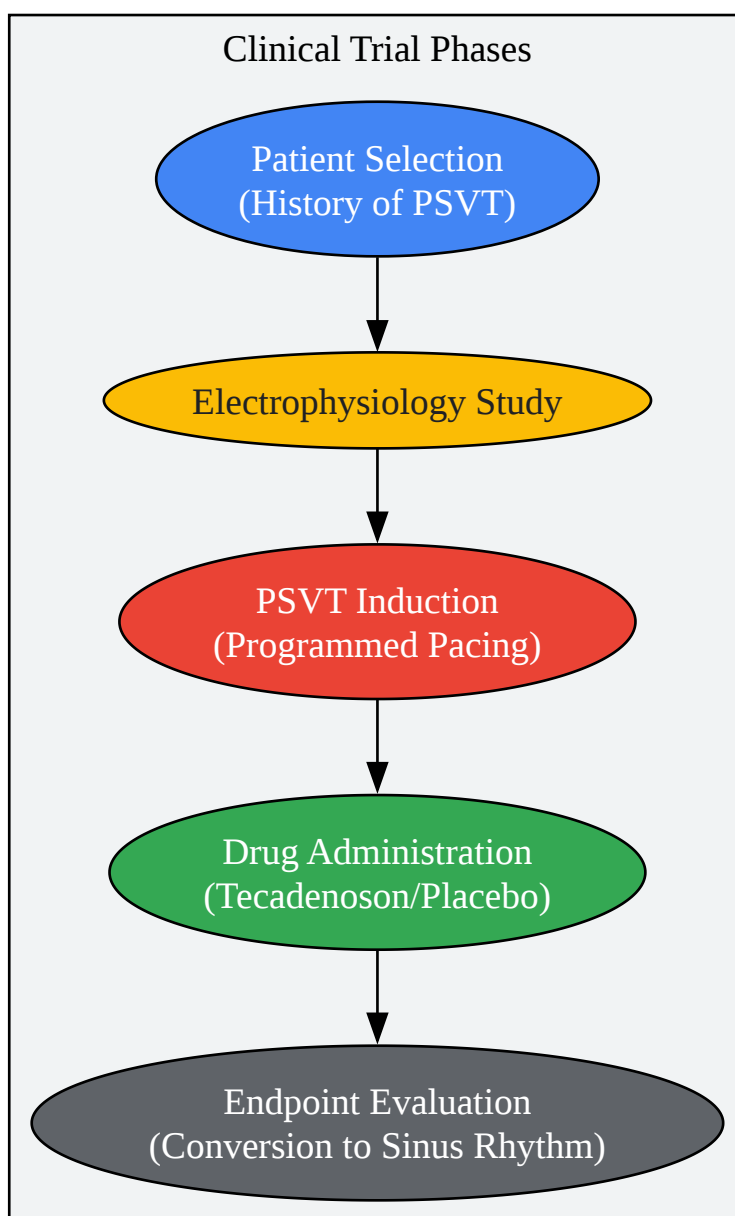 Clinical Trial Phases
Patient Selection
(History of PSVT)
Electrophysiology Study
PSVT Induction
(Programmed Pacing)
Drug Administration
(Tecadenoson/Placebo)
Endpoint Evaluation
(Conversion to Sinus Rhythm)